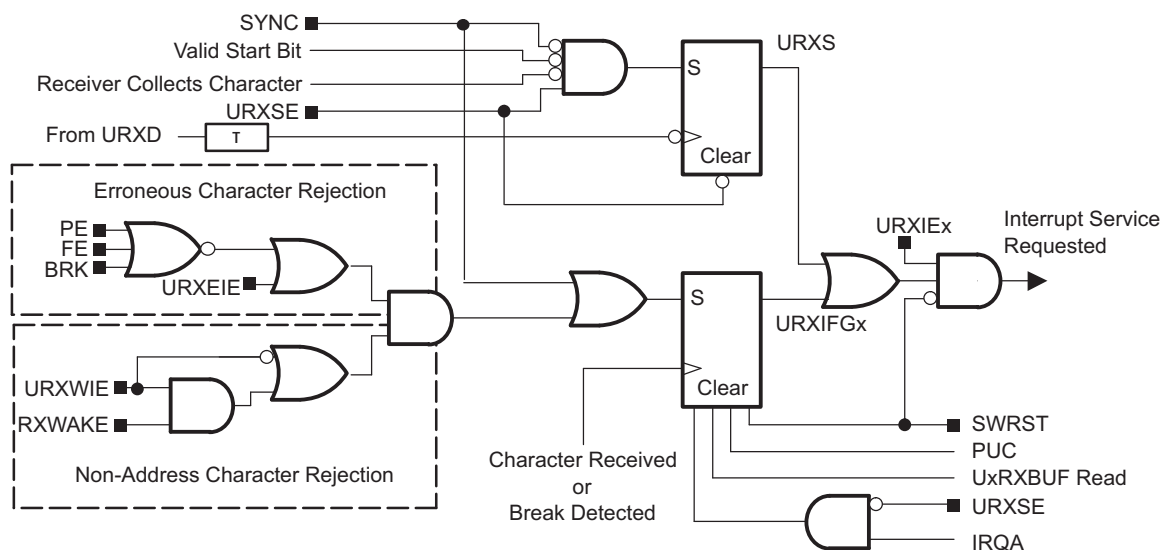 SYNC
Valid Start Bit
Receiver Collects Character
URXSE
From URXD
T
S
URXS
Clear
Erroneous Character Rejection
PE
FE
BRK
URXEIE
URXWIE
RXWAKE
Non-Address Character Rejection
S
Clear
URXIFGx
URXIEx
Interrupt Service
Requested
Character Received
or
Break Detected
SWRST
PUC
UxRXBUF Read
URXSE
IRQA